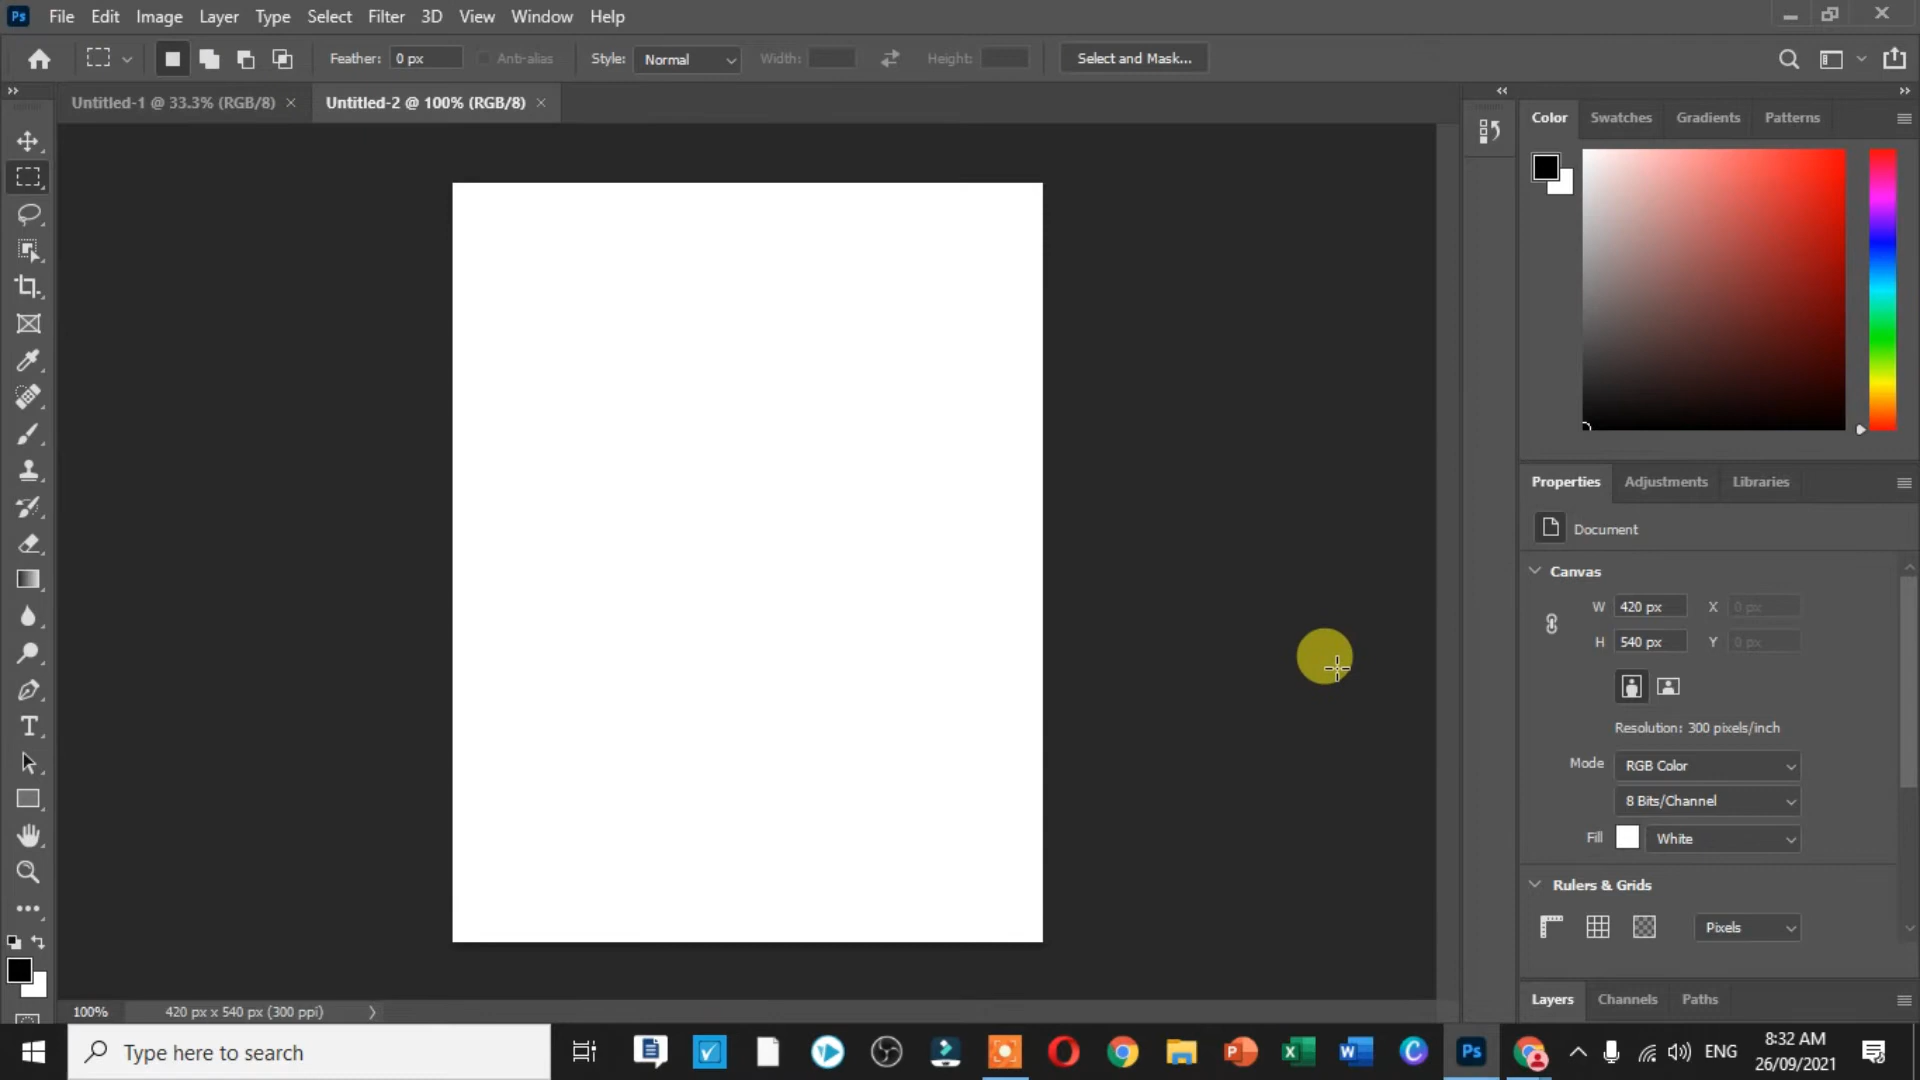 Ps File Edit Image Layer Type Select Filter 3D View Window Help
Feather: 0 px Anti-alias Style: Normal Width: Height: Select and Mask...
Untitled-1 @ 33.3% (RGB/8) Untitled-2 @ 100% (RGB/8)
Color Swatches Gradients Patterns
Properties Adjustments Libraries
Document
Canvas
W 420 px X 0 px
H 540 px Y 0 px
Resolution: 300 pixels/inch
Mode RGB Color
8 Bits/Channel
Fill White
Rulers & Grids
Pixels
Layers Channels Paths
100% 420 px x 540 px (300 ppi)
Type here to search
Ps ENG 8:32 AM
26/09/2021